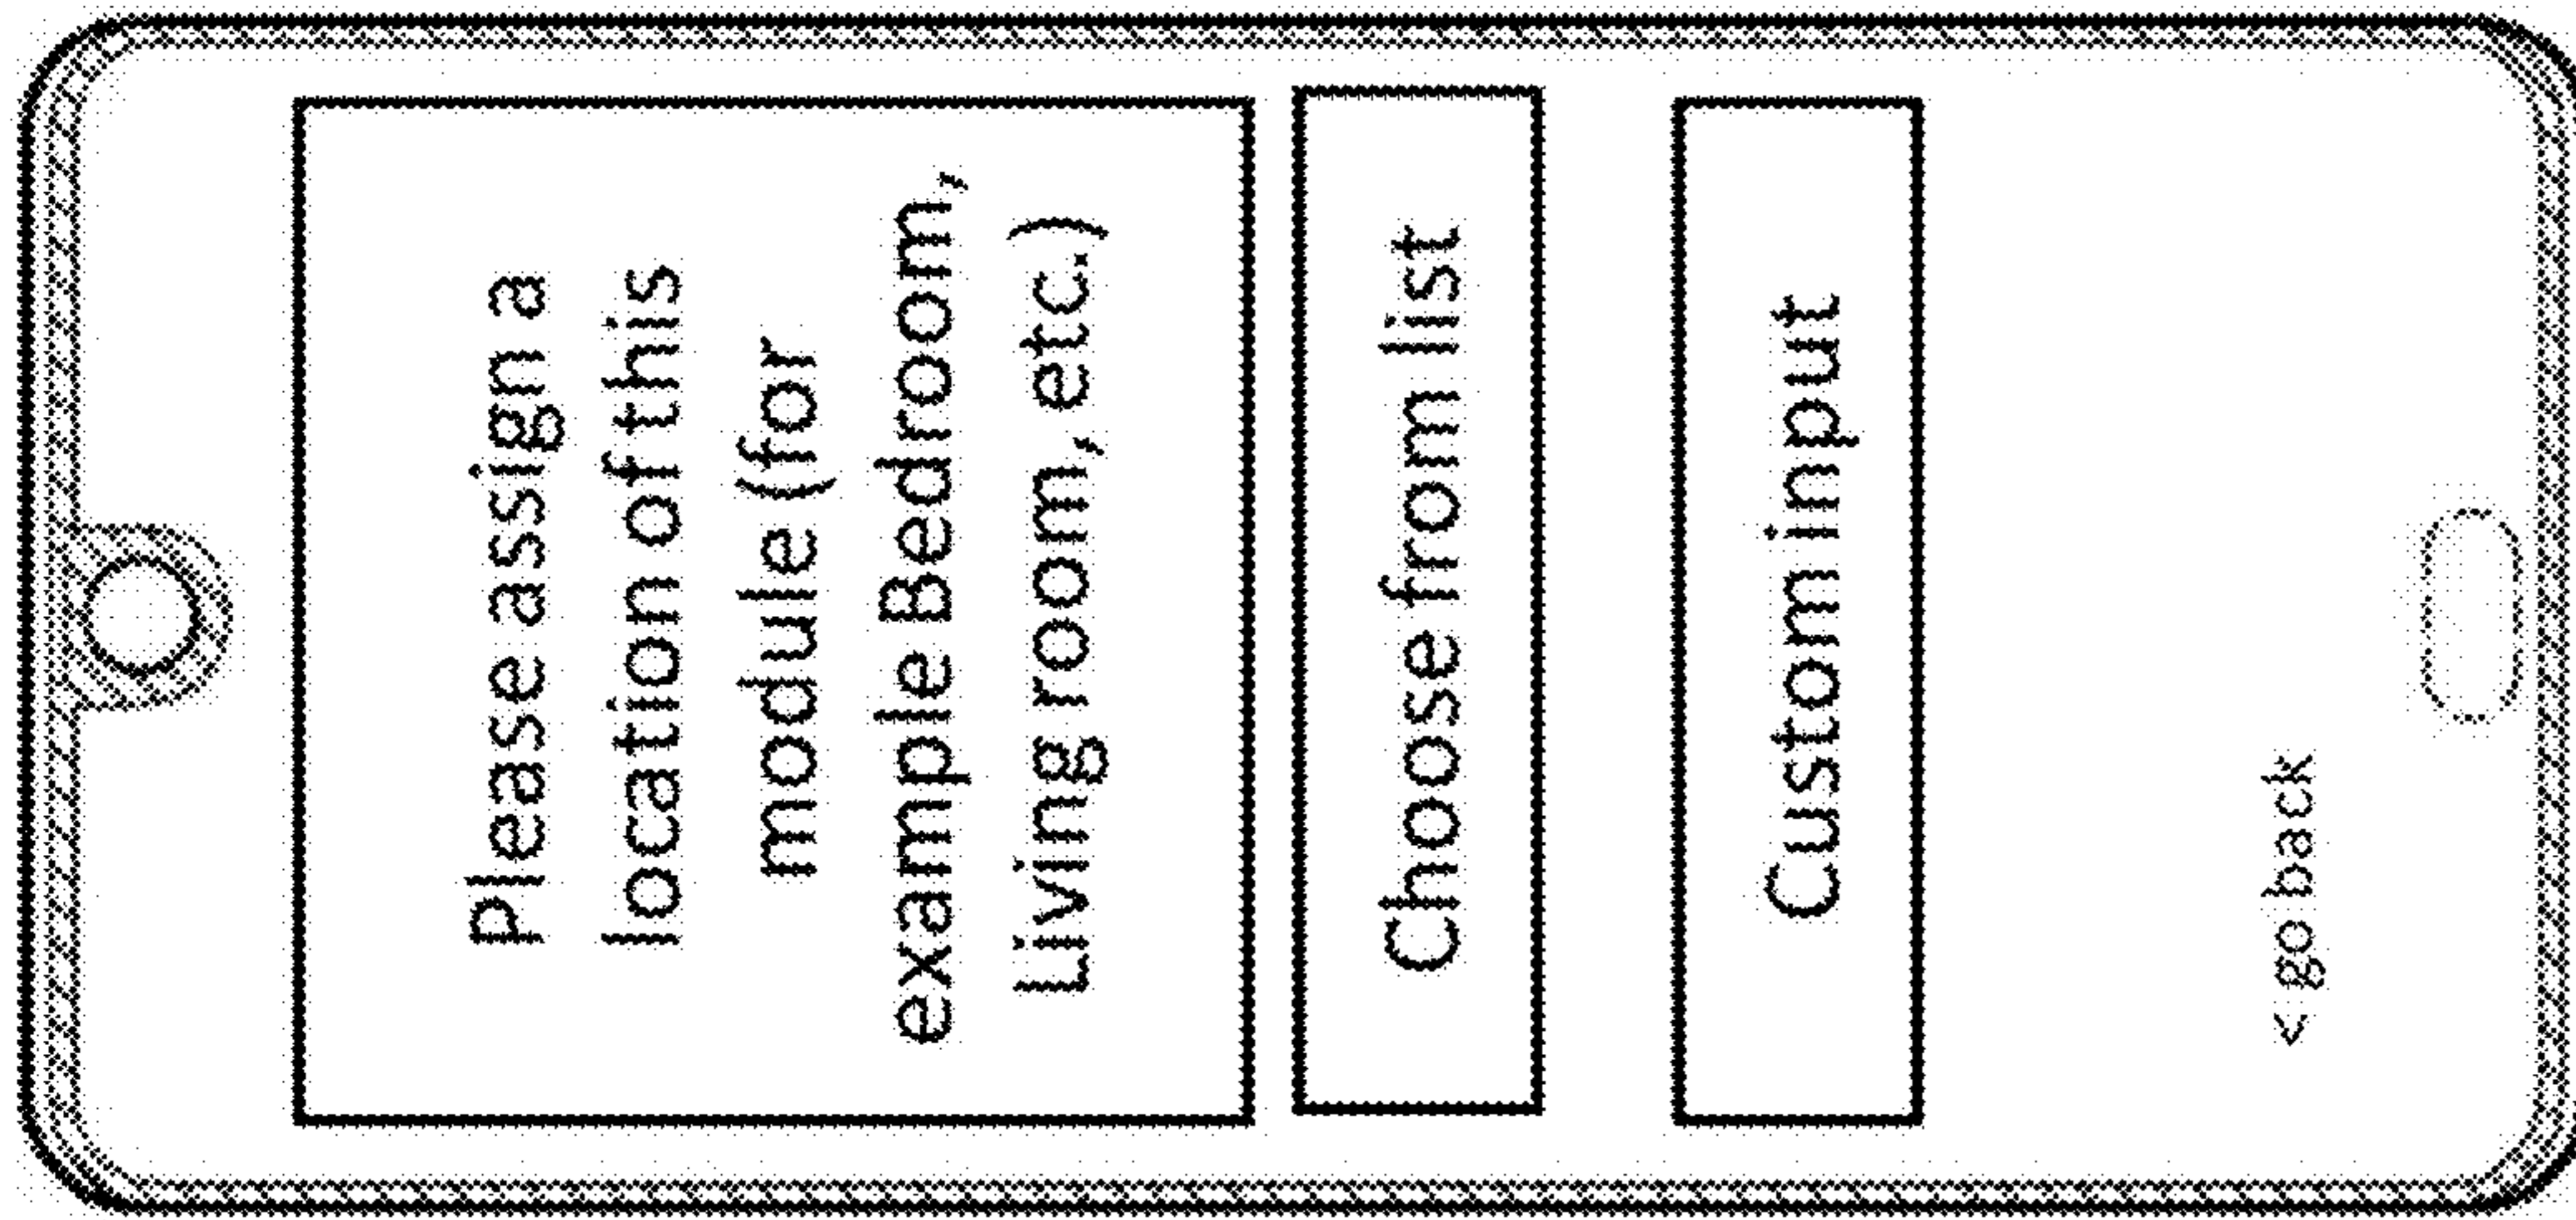 Please assign a
location of this
module (for
example Bedroom,
Living room, etc.)
Choose from list
Custom input
< go back